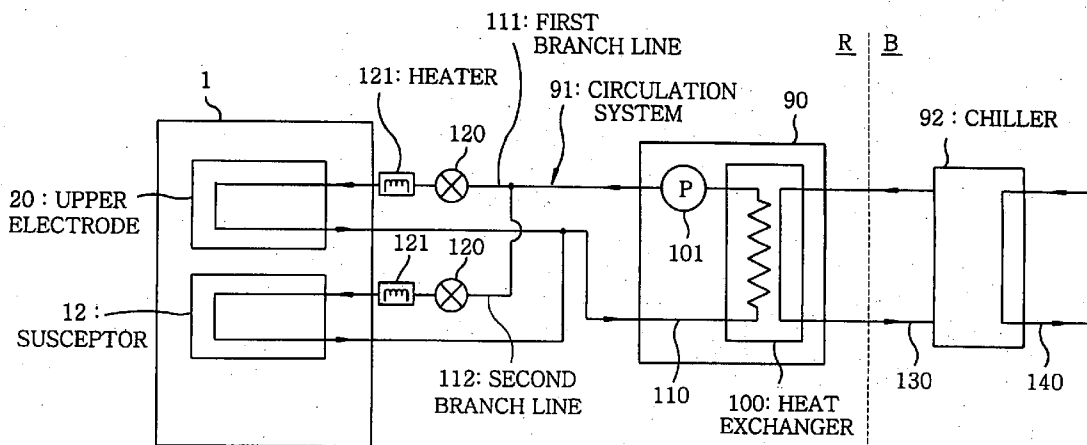 111: FIRST
BRANCH LINE
R
B
1
121: HEATER
91: CIRCULATION
SYSTEM
90
92: CHILLER
120
20: UPPER
ELECTRODE
P
101
121
120
12:
SUSCEPTOR
112: SECOND
BRANCH LINE
110
100: HEAT
EXCHANGER
130
140